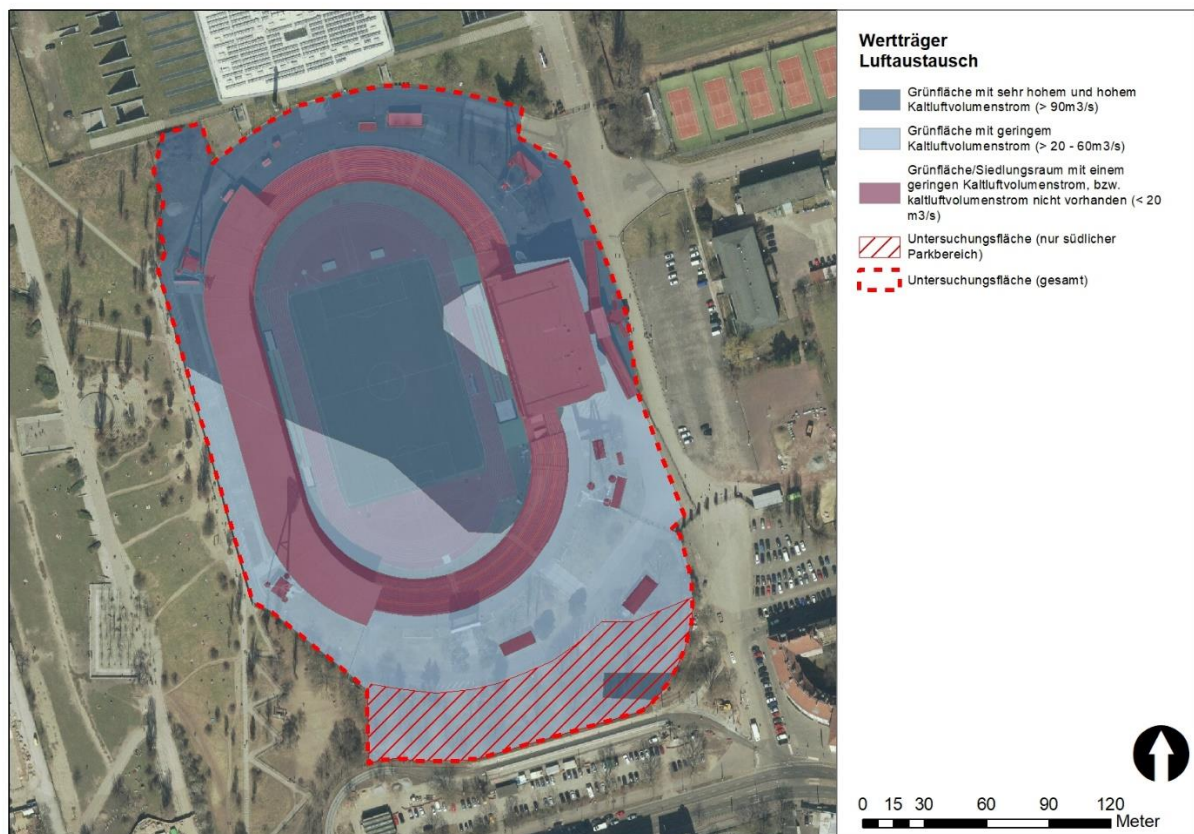 Wertträger
Luftaustausch
Grünfläche mit sehr hohem und hohem
Kaltluftvolumenstrom (> 90m3/s)
Grünfläche mit geringem
Kaltluftvolumenstrom (> 20 - 60m3/s)
Grünfläche/Siedlungsraum mit einem
geringen Kaltluftvolumenstrom, bzw.
kaltluftvolumenstrom nicht vorhanden (< 20
m3/s)
Untersuchungsfläche (nur südlicher
Parkbereich)
Untersuchungsfläche (gesamt)
0 15 30 60 90 120
Meter